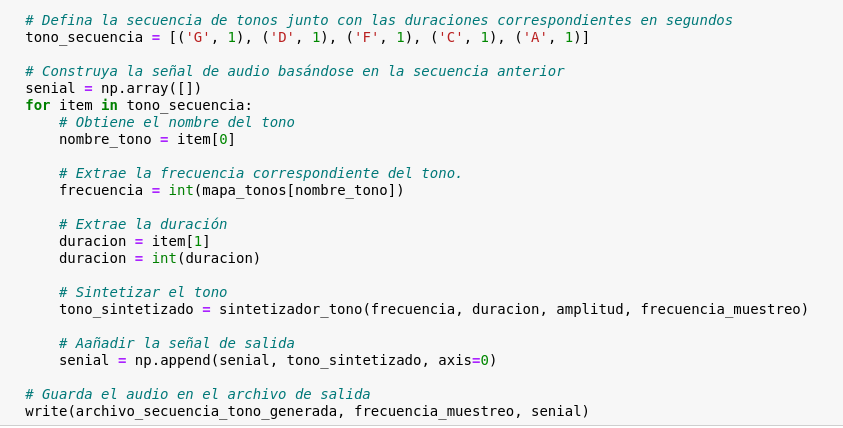 # Defina la secuencia de tonos junto con las duraciones correspondientes en segundos
tono_secuencia = [('G', 1), ('D', 1), ('F', 1), ('C', 1), ('A', 1)]
# Construya la señal de audio basándose en la secuencia anterior
senial = np.array([])
for item in tono_secuencia:
    # Obtiene el nombre del tono
    nombre_tono = item[0]
    # Extrae la frecuencia correspondiente del tono.
    frecuencia = int(mapa_tonos[nombre_tono])
    # Extrae la duración
    duracion = item[1]
    duracion = int(duracion)
    # Sintetizar el tono
    tono_sintetizado = sintetizador_tono(frecuencia, duracion, amplitud, frecuencia_muestreo)
    # Aañadir la señal de salida
    senial = np.append(senial, tono_sintetizado, axis=0)
# Guarda el audio en el archivo de salida
write(archivo_secuencia_tono_generada, frecuencia_muestreo, senial)